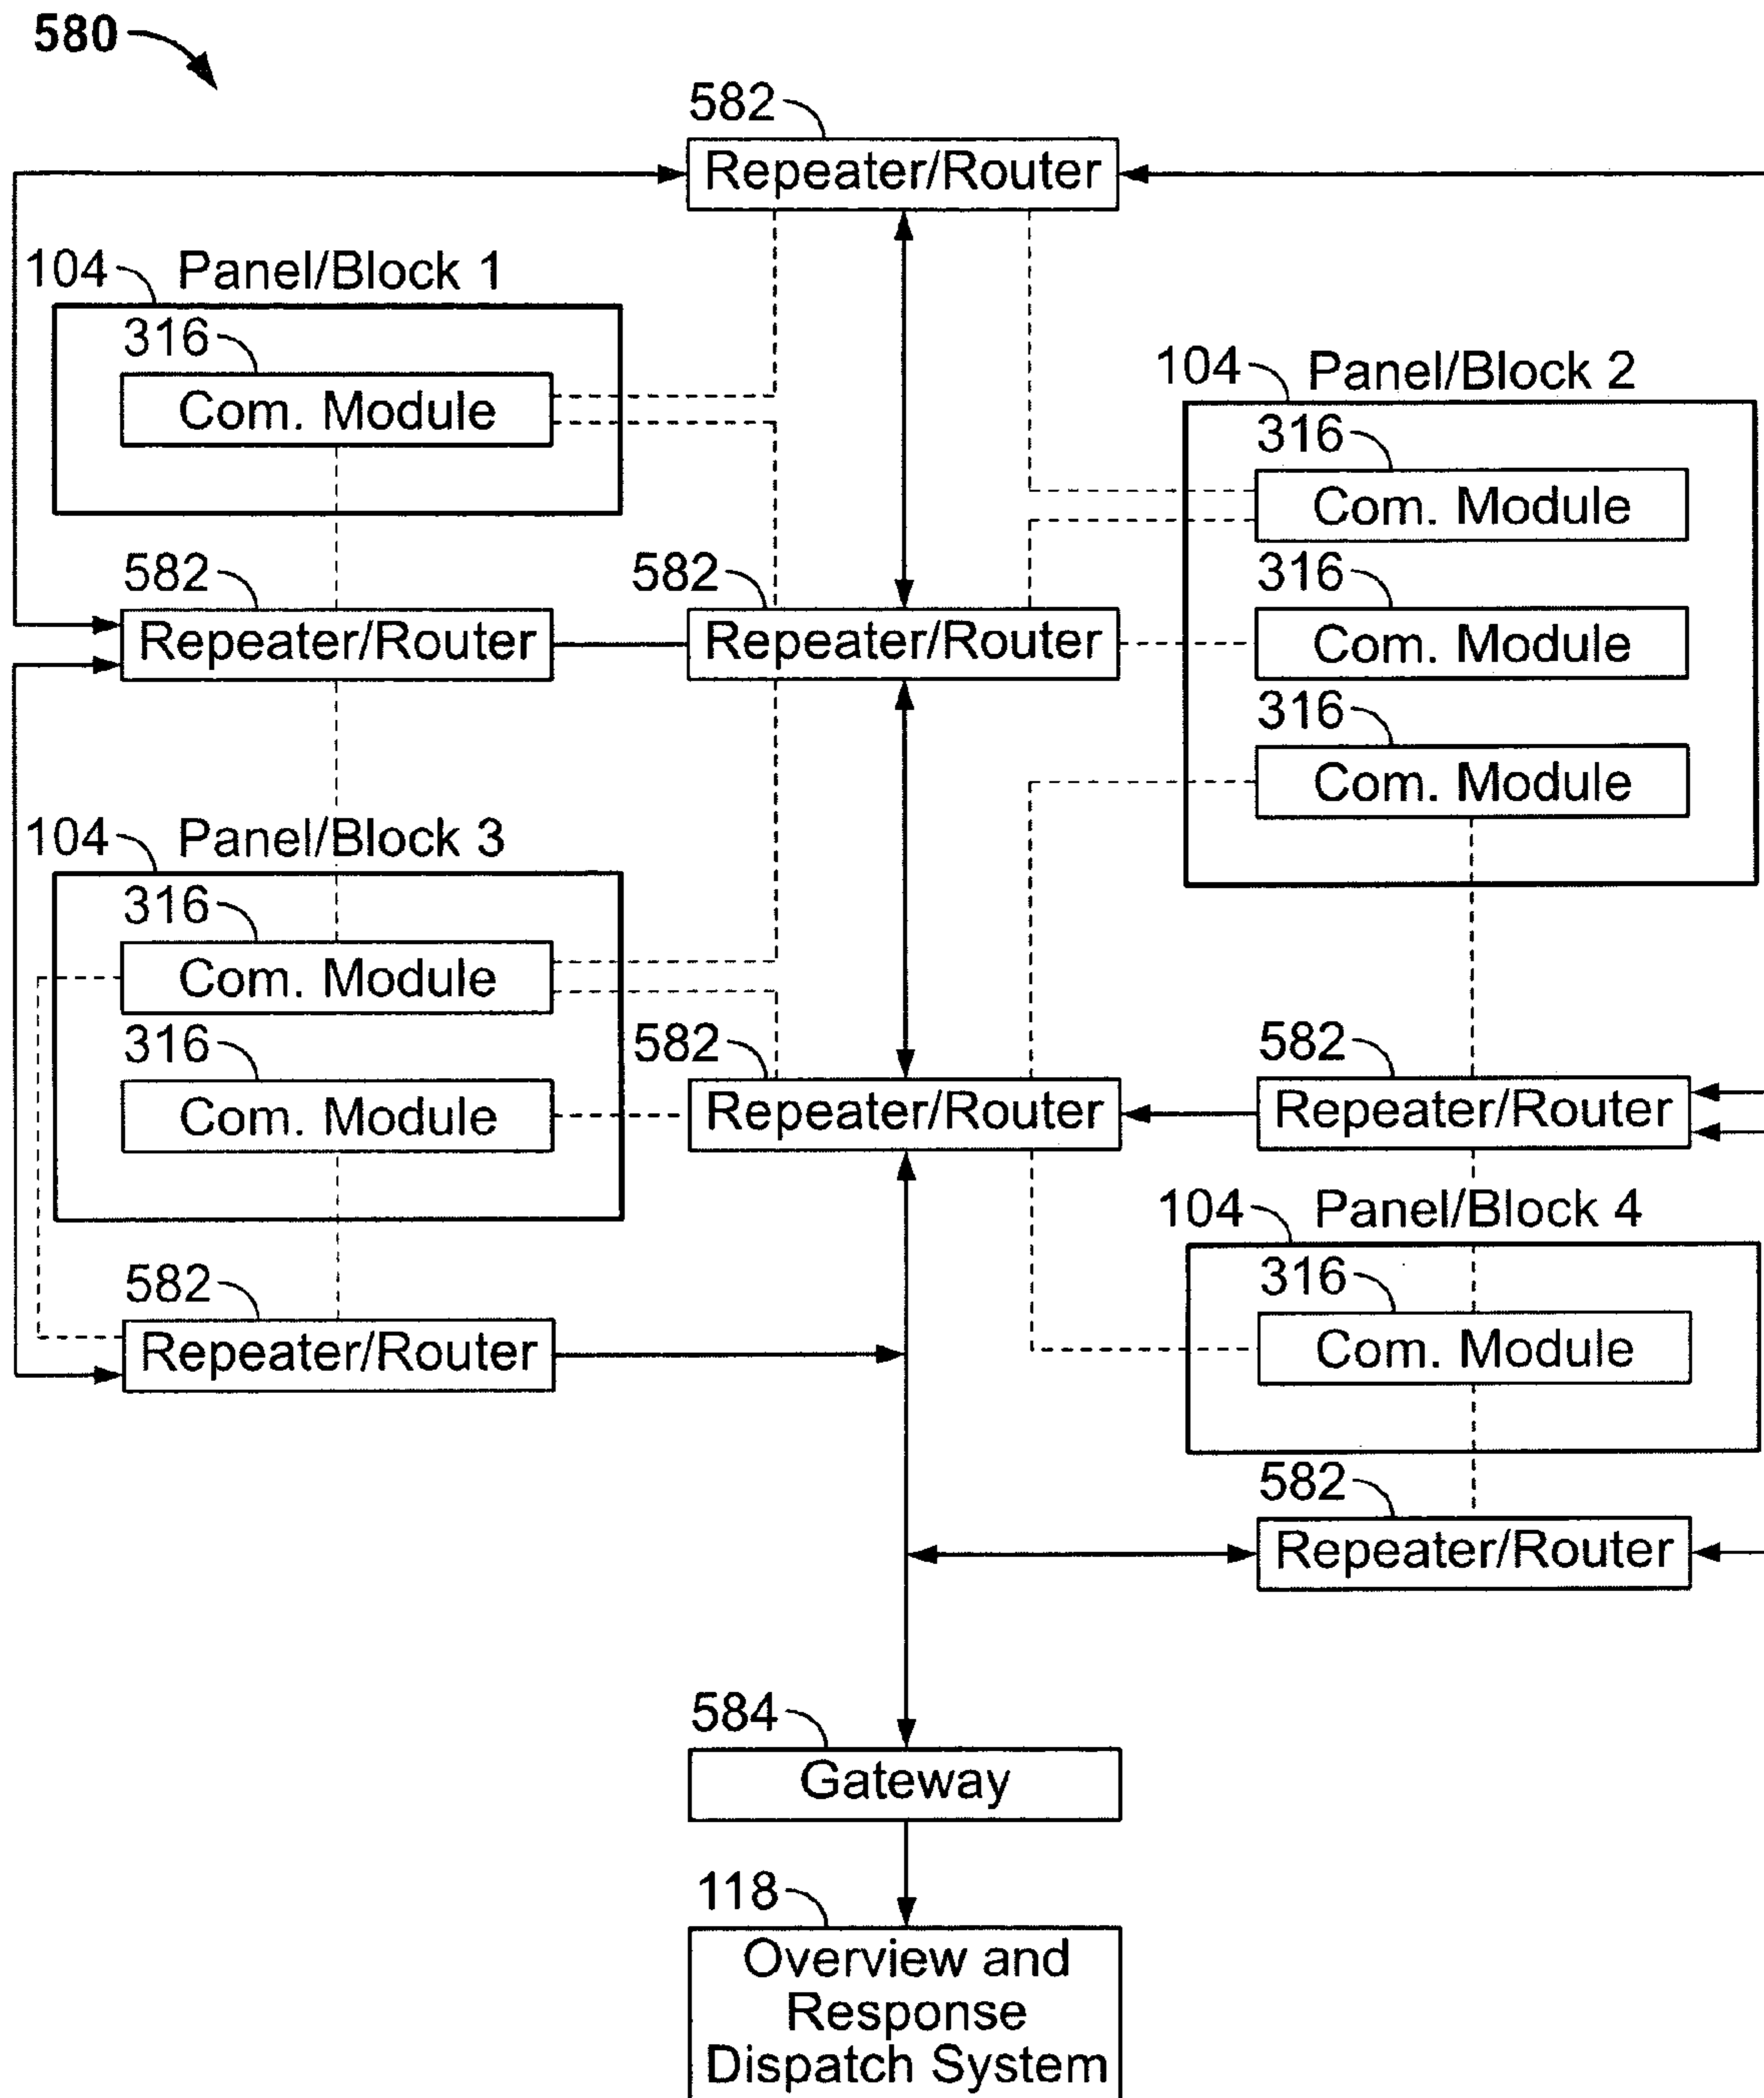 580
582
Repeater/Router
104
Panel/Block 1
316
Com. Module
104
Panel/Block 2
316
Com. Module
316
Com. Module
316
Com. Module
582
Repeater/Router
582
Repeater/Router
104
Panel/Block 3
316
Com. Module
316
Com. Module
582
Repeater/Router
582
Repeater/Router
104
Panel/Block 4
316
Com. Module
582
Repeater/Router
582
Repeater/Router
584
Gateway
118
Overview and
Response
Dispatch System